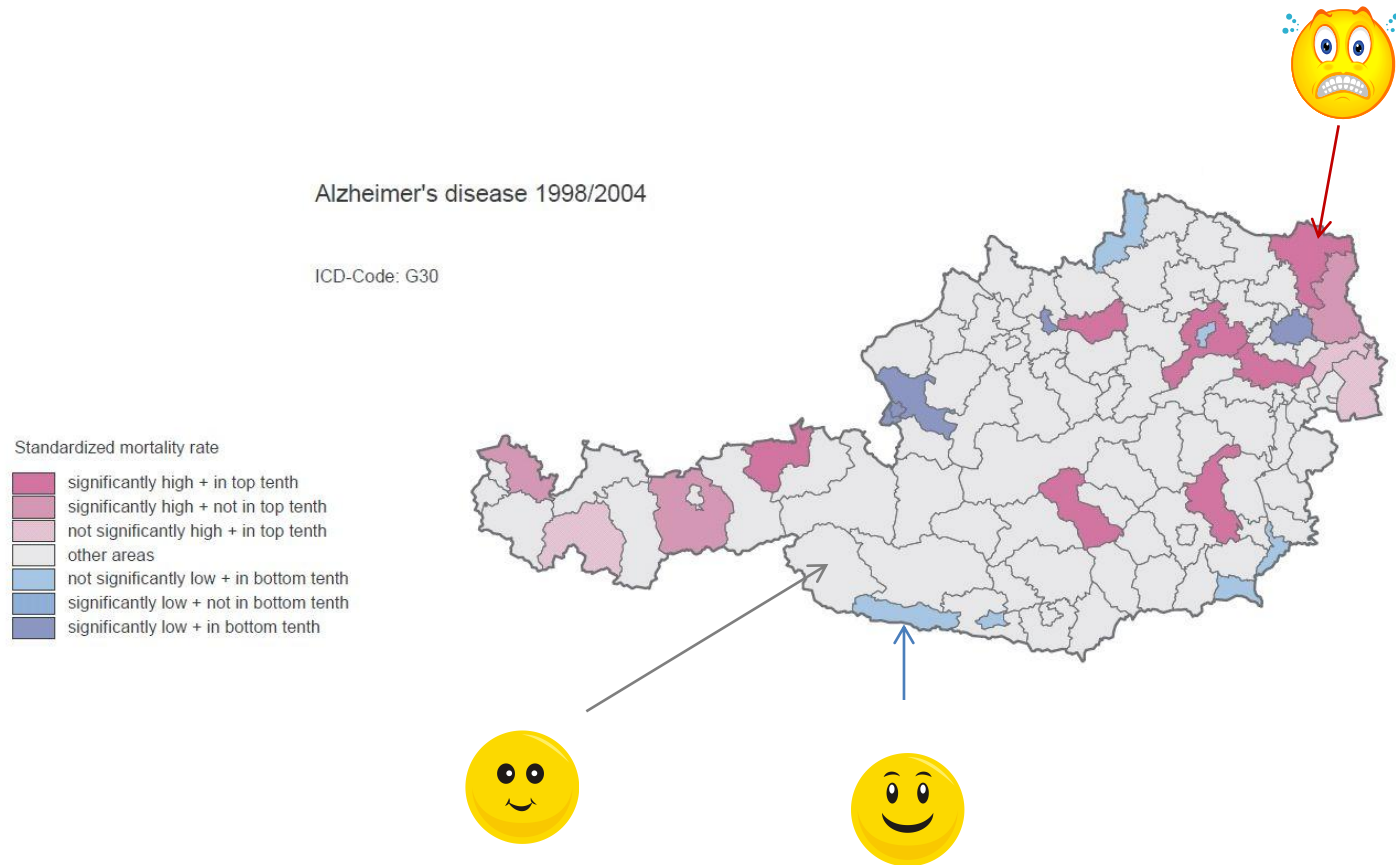 Alzheimer's disease 1998/2004
ICD-Code: G30
Standardized mortality rate
significantly high + in top tenth
significantly high + not in top tenth
not significantly high + in top tenth
other areas
not significantly low + in bottom tenth
significantly low + not in bottom tenth
significantly low + in bottom tenth